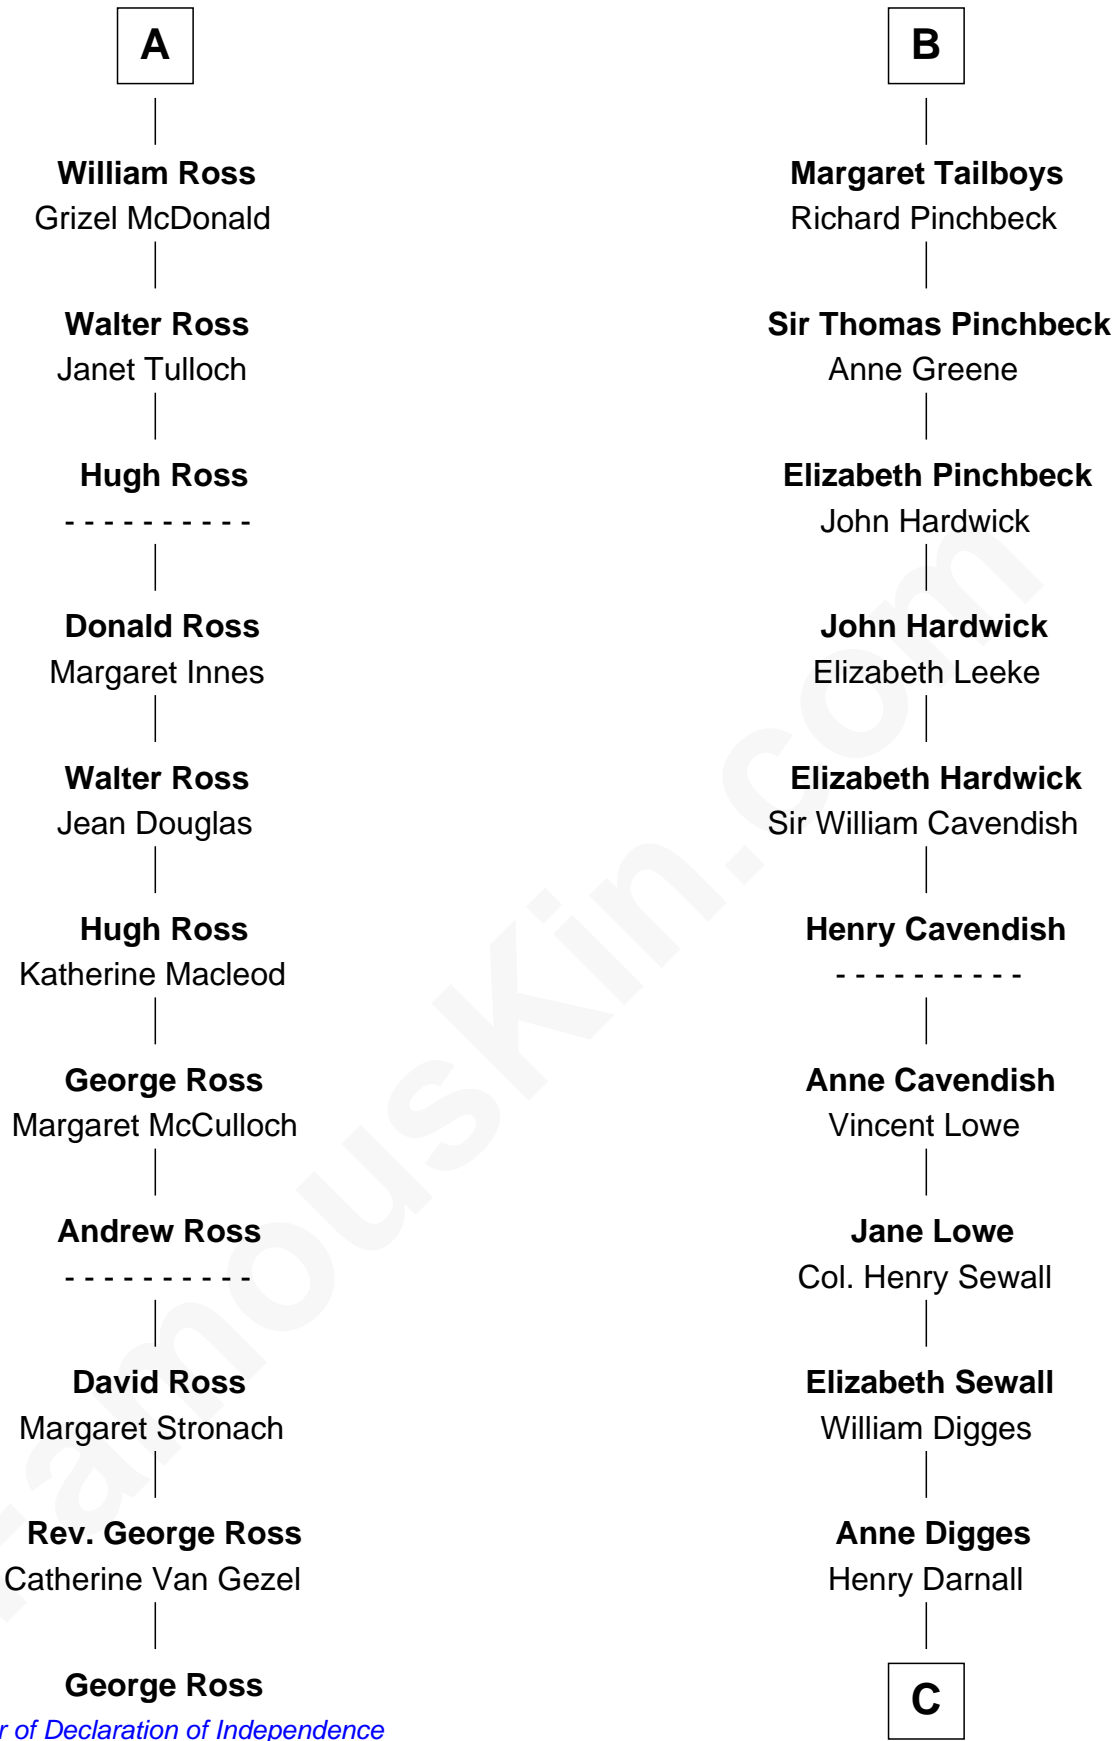 A
William Ross
Grizel McDonald
Walter Ross
Janet Tulloch
Hugh Ross
- - - - - - - - - -
Donald Ross
Margaret Innes
Walter Ross
Jean Douglas
Hugh Ross
Katherine Macleod
George Ross
Margaret McCulloch
Andrew Ross
- - - - - - - - - -
David Ross
Margaret Stronach
Rev. George Ross
Catherine Van Gezel
George Ross
r of Declaration of Independence
B
Margaret Tailboys
Richard Pinchbeck
Sir Thomas Pinchbeck
Anne Greene
Elizabeth Pinchbeck
John Hardwick
John Hardwick
Elizabeth Leeke
Elizabeth Hardwick
Sir William Cavendish
Henry Cavendish
- - - - - - - - - -
Anne Cavendish
Vincent Lowe
Jane Lowe
Col. Henry Sewall
Elizabeth Sewall
William Digges
Anne Digges
Henry Darnall
C
FamousKin.com